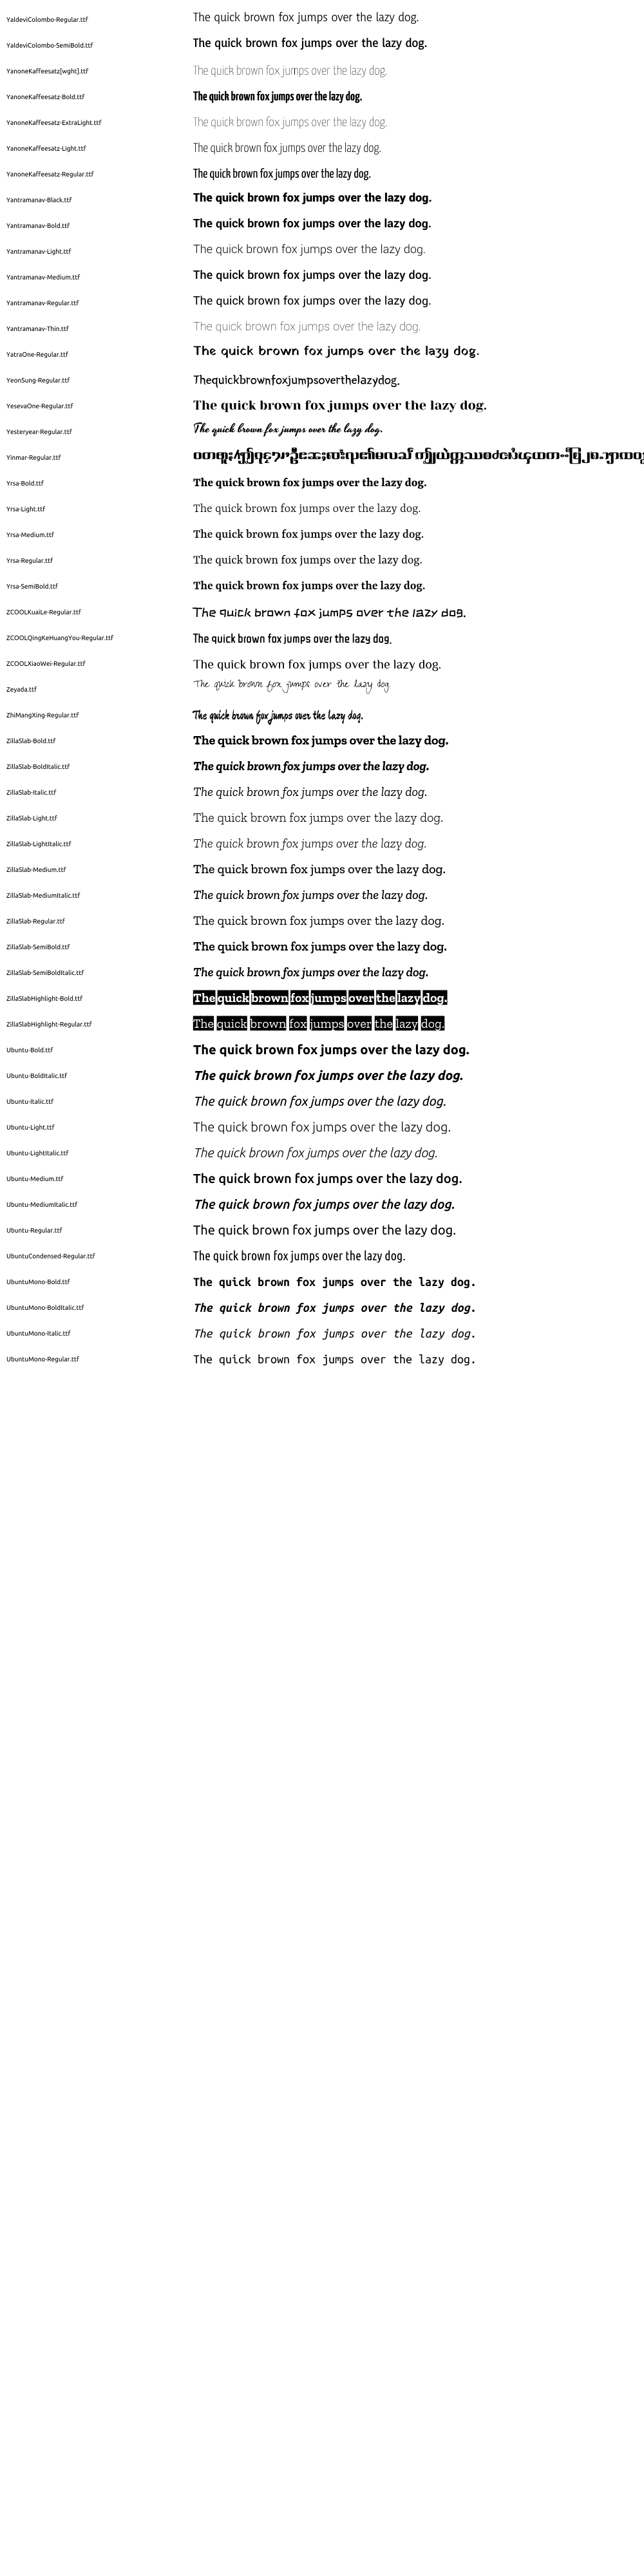 YaldeviColombo-Regular.ttf The quick brown fox jumps over the lazy dog.
YaldeviColombo-SemiBold.ttf The quick brown fox jumps over the lazy dog.
YanoneKaffeesatz[wght].ttf The quick brown fox jumps over the lazy dog.
YanoneKaffeesatz-Bold.ttf The quick brown fox jumps over the lazy dog.
YanoneKaffeesatz-ExtraLight.ttf The quick brown fox jumps over the lazy dog.
YanoneKaffeesatz-Light.ttf The quick brown fox jumps over the lazy dog.
YanoneKaffeesatz-Regular.ttf The quick brown fox jumps over the lazy dog.
Yantramanav-Black.ttf The quick brown fox jumps over the lazy dog.
Yantramanav-Bold.ttf The quick brown fox jumps over the lazy dog.
Yantramanav-Light.ttf The quick brown fox jumps over the lazy dog.
Yantramanav-Medium.ttf The quick brown fox jumps over the lazy dog.
Yantramanav-Regular.ttf The quick brown fox jumps over the lazy dog.
Yantramanav-Thin.ttf The quick brown fox jumps over the lazy dog.
YatraOne-Regular.ttf The quick brown fox jumps over the lazy dog.
YeonSung-Regular.ttf Thequickbrownfoxjumpsoverthelazydog.
YesevaOne-Regular.ttf The quick brown fox jumps over the lazy dog.
Yesteryear-Regular.ttf The quick brown fox jumps over the lazy dog.
Yinmar-Regular.ttf
Yrsa-Bold.ttf The quick brown fox jumps over the lazy dog.
Yrsa-Light.ttf The quick brown fox jumps over the lazy dog.
Yrsa-Medium.ttf The quick brown fox jumps over the lazy dog.
Yrsa-Regular.ttf The quick brown fox jumps over the lazy dog.
Yrsa-SemiBold.ttf The quick brown fox jumps over the lazy dog.
ZCOOLKuaiLe-Regular.ttf The quick brown fox jumps over the lazy dog.
ZCOOLQingKeHuangYou-Regular.ttf The quick brown fox jumps over the lazy dog.
ZCOOLXiaoWei-Regular.ttf The quick brown fox jumps over the lazy dog.
Zeyada.ttf The quick brown fox jumps over the lazy dog.
ZhiMangXing-Regular.ttf The quick brown fox jumps over the lazy dog.
ZillaSlab-Bold.ttf The quick brown fox jumps over the lazy dog.
ZillaSlab-BoldItalic.ttf The quick brown fox jumps over the lazy dog.
ZillaSlab-Italic.ttf The quick brown fox jumps over the lazy dog.
ZillaSlab-Light.ttf The quick brown fox jumps over the lazy dog.
ZillaSlab-LightItalic.ttf The quick brown fox jumps over the lazy dog.
ZillaSlab-Medium.ttf The quick brown fox jumps over the lazy dog.
ZillaSlab-MediumItalic.ttf The quick brown fox jumps over the lazy dog.
ZillaSlab-Regular.ttf The quick brown fox jumps over the lazy dog.
ZillaSlab-SemiBold.ttf The quick brown fox jumps over the lazy dog.
ZillaSlab-SemiBoldItalic.ttf The quick brown fox jumps over the lazy dog.
ZillaSlabHighlight-Bold.ttf The quick brown fox jumps over the lazy dog.
ZillaSlabHighlight-Regular.ttf The quick brown fox jumps over the lazy dog.
Ubuntu-Bold.ttf The quick brown fox jumps over the lazy dog.
Ubuntu-BoldItalic.ttf The quick brown fox jumps over the lazy dog.
Ubuntu-Italic.ttf The quick brown fox jumps over the lazy dog.
Ubuntu-Light.ttf The quick brown fox jumps over the lazy dog.
Ubuntu-LightItalic.ttf The quick brown fox jumps over the lazy dog.
Ubuntu-Medium.ttf The quick brown fox jumps over the lazy dog.
Ubuntu-MediumItalic.ttf The quick brown fox jumps over the lazy dog.
Ubuntu-Regular.ttf The quick brown fox jumps over the lazy dog.
UbuntuCondensed-Regular.ttf The quick brown fox jumps over the lazy dog.
UbuntuMono-Bold.ttf The quick brown fox jumps over the lazy dog.
UbuntuMono-BoldItalic.ttf The quick brown fox jumps over the lazy dog.
UbuntuMono-Italic.ttf The quick brown fox jumps over the lazy dog.
UbuntuMono-Regular.ttf The quick brown fox jumps over the lazy dog.